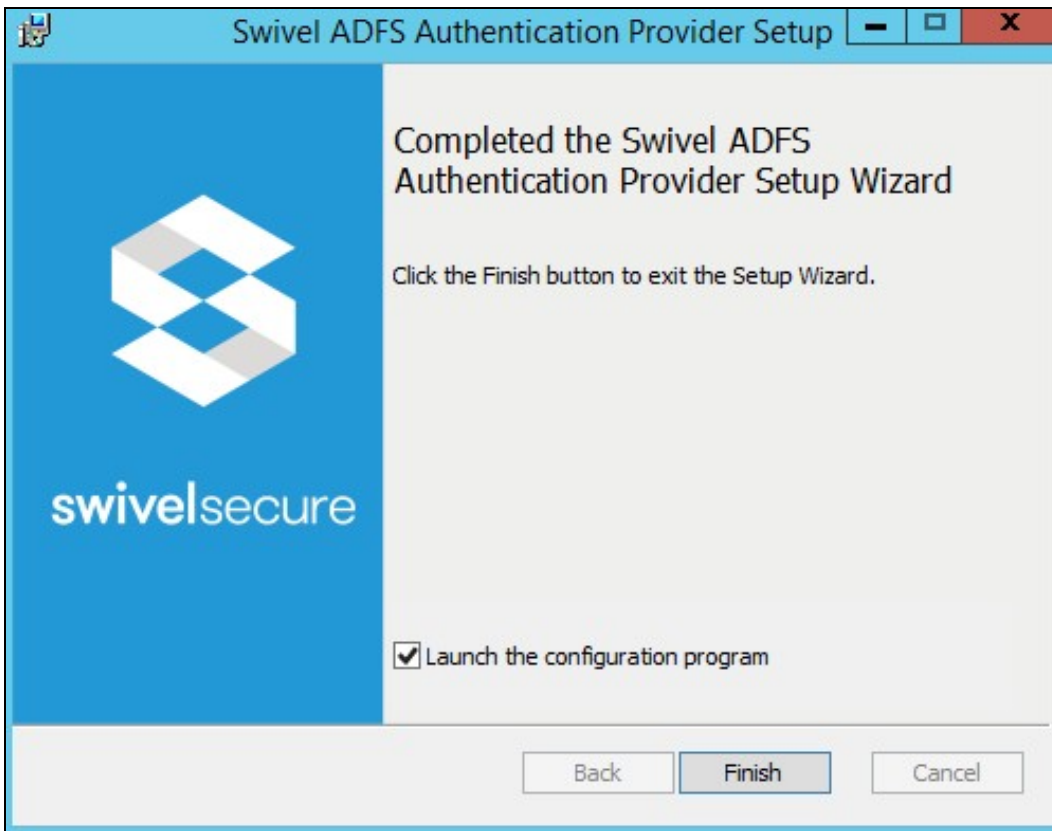 Swivel ADFS Authentication Provider Setup
Completed the Swivel ADFS
Authentication Provider Setup Wizard
Click the Finish button to exit the Setup Wizard.
swivelsecure
Launch the configuration program
Back
Finish
Cancel